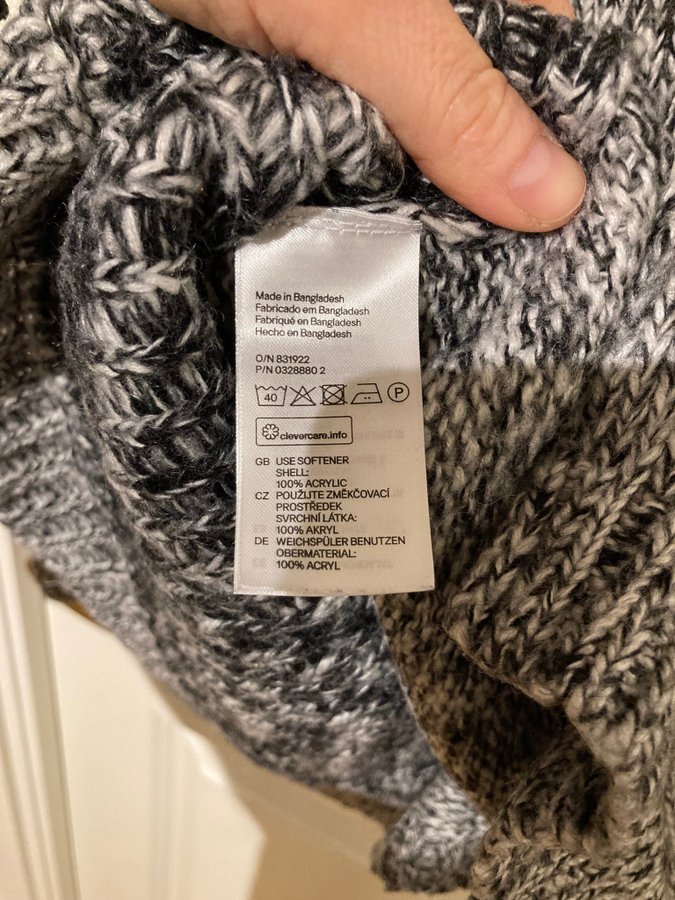 Made in Bangladesh
Fabricado em Bangladesh
Fabriqué en Bangladesh
Hecho en Bangladesh
O/N 831922
P/N 0328880 2
40 P
clevercare.info
GB USE SOFTENER
SHELL:
100% ACRYLIC
CZ POUŽIJTE ZMĚKČOVACÍ
PROSTŘEDEK
SVRCHNÍ LÁTKA:
100% AKRYL
DE WEICHSPÜLER BENUTZEN
OBERMATERIAL:
100% ACRYL